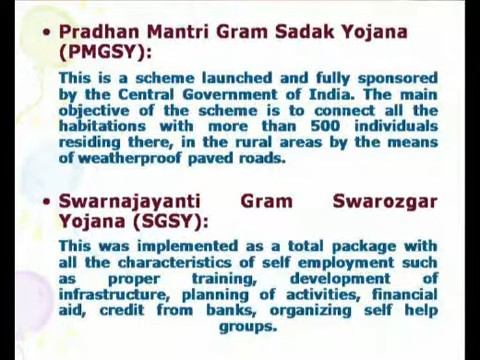 • Pradhan Mantri Gram Sadak Yojana
(PMGSY):
This is a scheme launched and fully sponsored
by the Central Government of India. The main
objective of the scheme is to connect all the
habitations with more than 500 individuals
residing there, in the rural areas by the means
of weatherproof paved roads.
• Swarnajayanti Gram Swarozgar
Yojana (SGSY):
This was implemented as a total package with
all the characteristics of self employment such
as proper training, development of
infrastructure, planning of activities, financial
aid, credit from banks, organizing self help
groups.